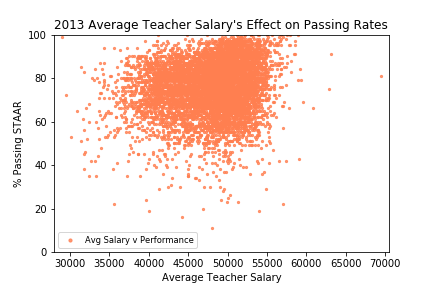 2013 Average Teacher Salary's Effect on Passing Rates
100
80
60
40
20
0
% Passing STAAR
Avg Salary v Performance
30000 35000 40000 45000 50000 55000 60000 65000 70000
Average Teacher Salary